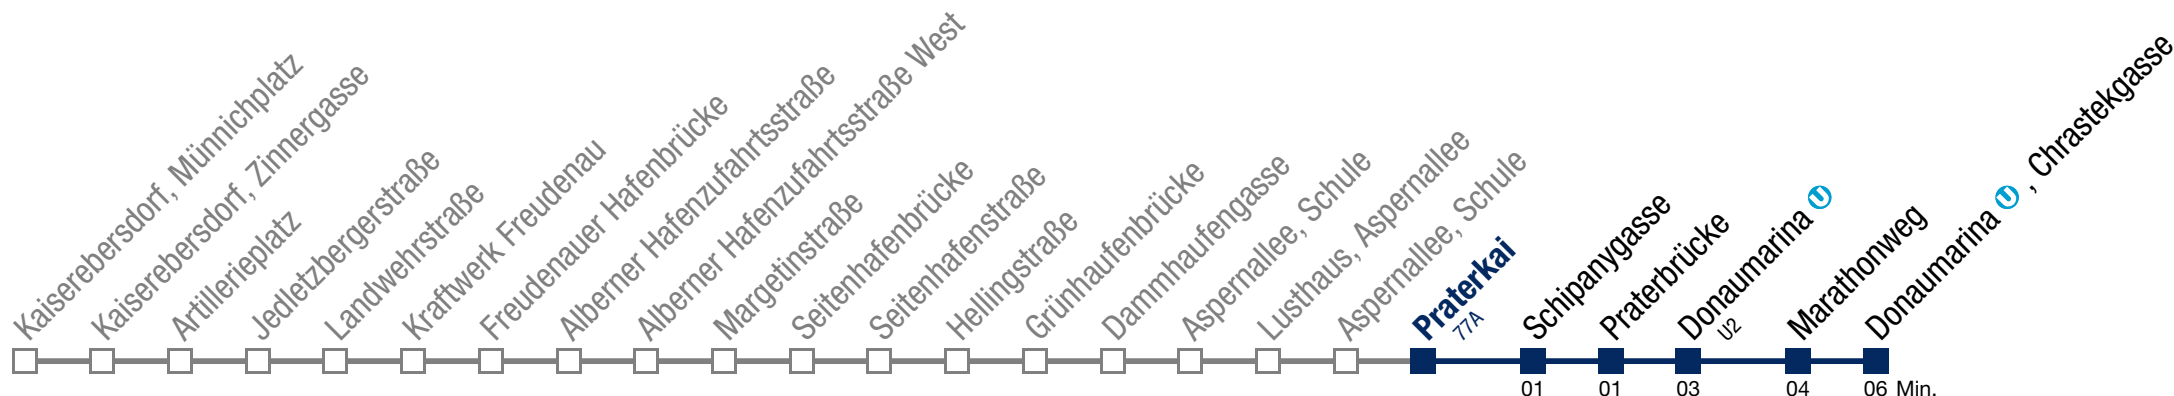 Kaiserebersdorf, Münnichplatz
Kaiserebersdorf, Zinnergasse
Artillerieplatz
Jedletzbergerstraße
Landwehrstraße
Kraftwerk Freudenau
Freudenauer Hafenbrücke
Alberner Hafenzufahrtsstraße
Alberner Hafenzufahrtsstraße West
Margetinstraße
Seitenhafenbrücke
Seitenhafenstraße
Hellingstraße
Grünhaufenbrücke
Dammhaufengasse
Aspernallee, Schule
Lusthaus, Aspernallee
Aspernallee, Schule
Praterkai
77A
Schipanygasse
Praterbrücke
Donaumarina U
U2
Marathonweg
Donaumarina U , Chrastekgasse
01 01 03 04 06 Min.